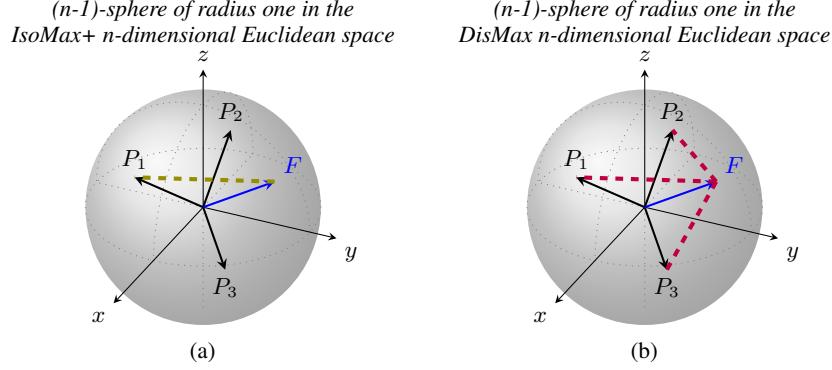 (n-1)-sphere of radius one in the
IsoMax+ n-dimensional Euclidean space
z
P2
P1
F
y
P3
x
(a)
(n-1)-sphere of radius one in the
DisMax n-dimensional Euclidean space
z
P2
P1
F
y
P3
x
(b)